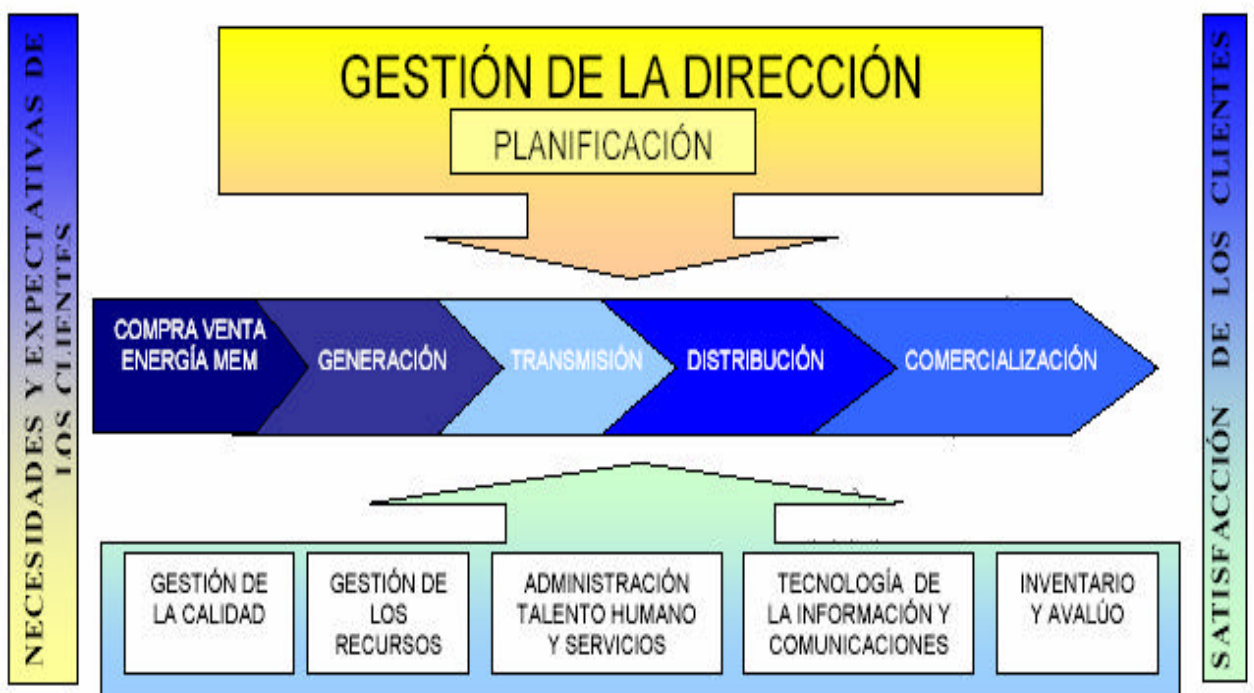 NECESIDADES Y EXPECTATIVAS DE
LOS CLIENTES
GESTIÓN DE LA DIRECCIÓN
PLANIFICACIÓN
COMPRA VENTA
ENERGÍA MEM
GENERACIÓN
TRANSMISIÓN
DISTRIBUCIÓN
COMERCIALIZACIÓN
GESTIÓN DE
LA CALIDAD
GESTIÓN DE
LOS
RECURSOS
ADMINISTRACIÓN
TALENTO HUMANO
Y SERVICIOS
TECNOLOGÍA DE
LA INFORMACIÓN Y
COMUNICACIONES
INVENTARIO
Y AVALÚO
SATISFACCIÓN DE LOS CLIENTES